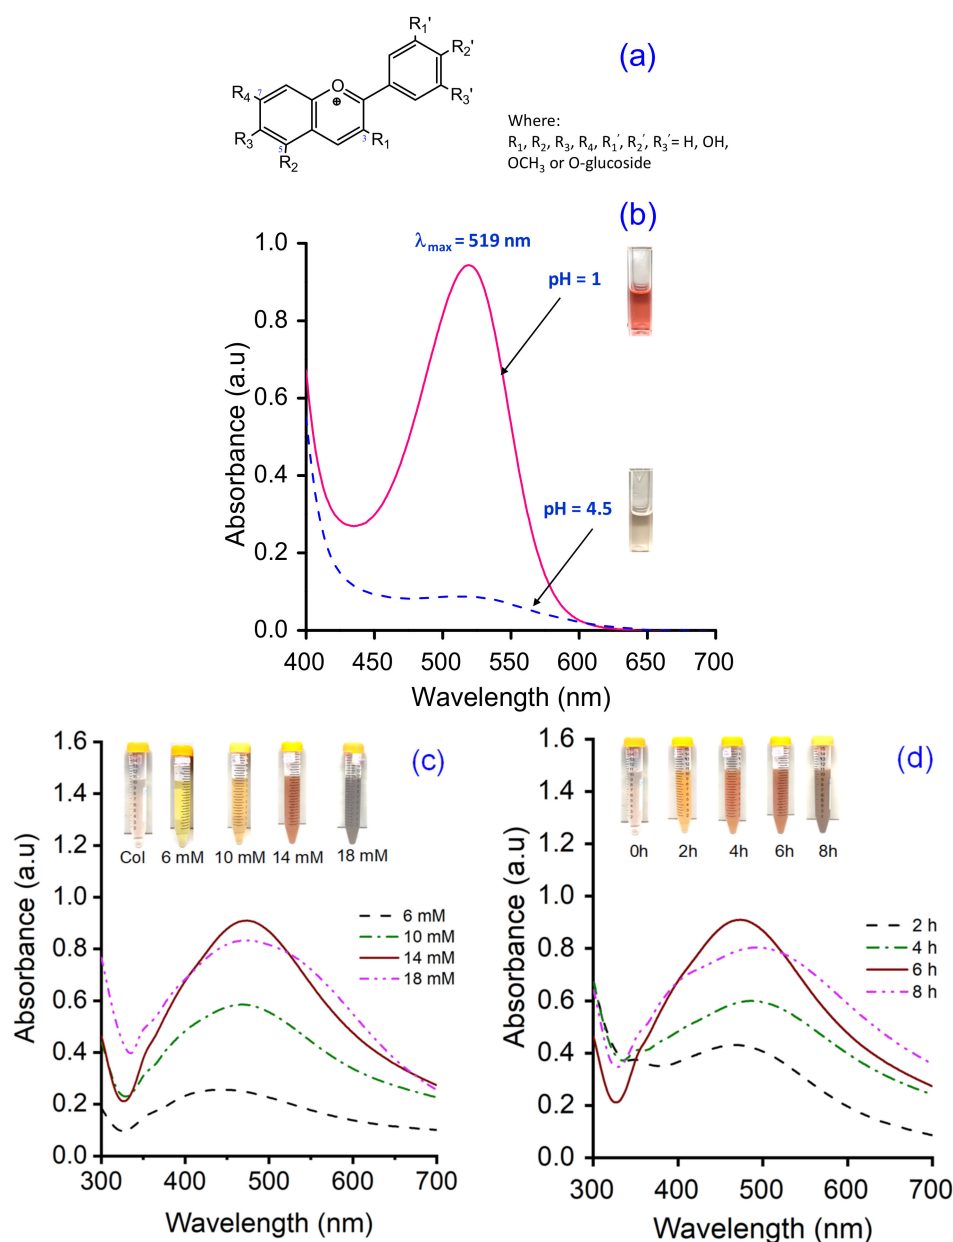 (a)
R₁'
R₂'
R₃'
O
⊕
R₄
7
R₃
5
R₂
3
R₁
Where:
R₁, R₂, R₃, R₄, R₁′, R₂′, R₃′ = H, OH,
OCH₃ or O-glucoside
(b)
λmax = 519 nm
pH = 1
pH = 4.5
1.0
0.8
0.6
0.4
0.2
0.0
Absorbance (a.u)
400 450 500 550 600 650 700
Wavelength (nm)
(c)
Col 6 mM 10 mM 14 mM 18 mM
6 mM
10 mM
14 mM
18 mM
1.6
1.4
1.2
1.0
0.8
0.6
0.4
0.2
0.0
Absorbance (a.u)
300 400 500 600 700
Wavelength (nm)
(d)
0h 2h 4h 6h 8h
2 h
4 h
6 h
8 h
1.6
1.4
1.2
1.0
0.8
0.6
0.4
0.2
0.0
Absorbance (a.u)
300 400 500 600 700
Wavelength (nm)